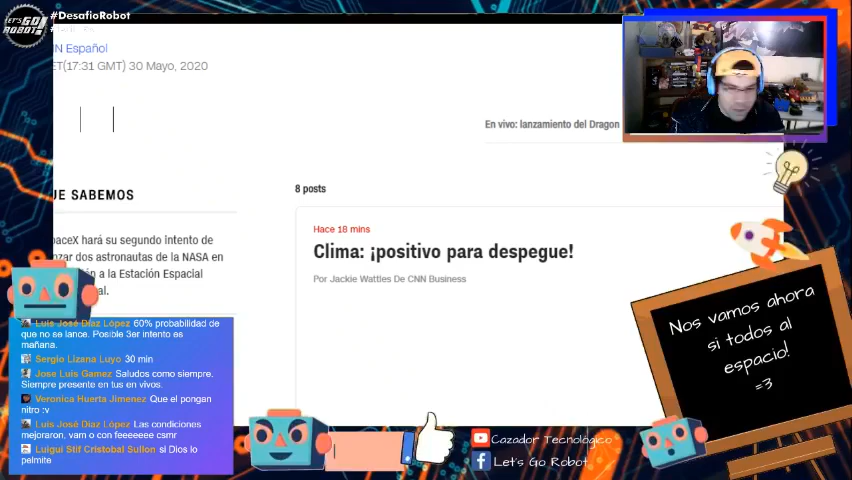 LET'S GO ROBOT!
#DesafioRobot
N Español
ET(17:31 GMT) 30 Mayo, 2020
En vivo: lanzamiento del Dragon
UE SABEMOS
8 posts
aceX hará su segundo intento de
nzar dos astronautas de la NASA en
n a la Estación Espacial
al.
Hace 18 mins
Clima: ¡positivo para despegue!
Por Jackie Wattles De CNN Business
Luis José Díaz López 60% probabilidad de
que no se lance. Posible 3er intento es
mañana.
Sergio Lizana Luyo 30 min
Jose Luis Gamez Saludos como siempre.
Siempre presente en tus en vivos.
Veronica Huerta Jimenez Que el pongan
nitro :v
Luis José Díaz López Las condiciones
mejoraron, vam o con feeeeeee csmr
Luigui Stif Cristobal Sullon si Dios lo
pelmite
Nos vamos ahora
si todos al
espacio!
=3
Cazador Tecnológico
Let's Go Robot